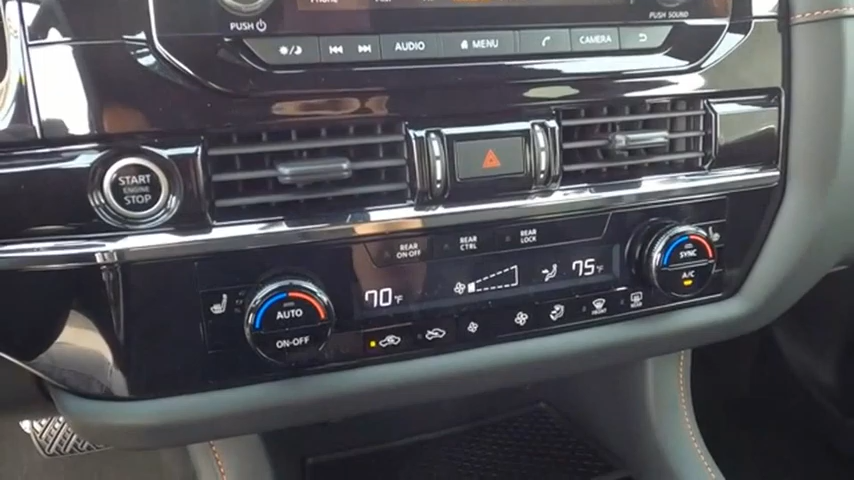 PUSH
PUSH SOUND
AUDIO
MENU
CAMERA
START
ENGINE
STOP
REAR
ON·OFF
REAR
CTRL
REAR
LOCK
SYNC
A/C
70°F
75°F
AUTO
ON·OFF
FRONT
REAR